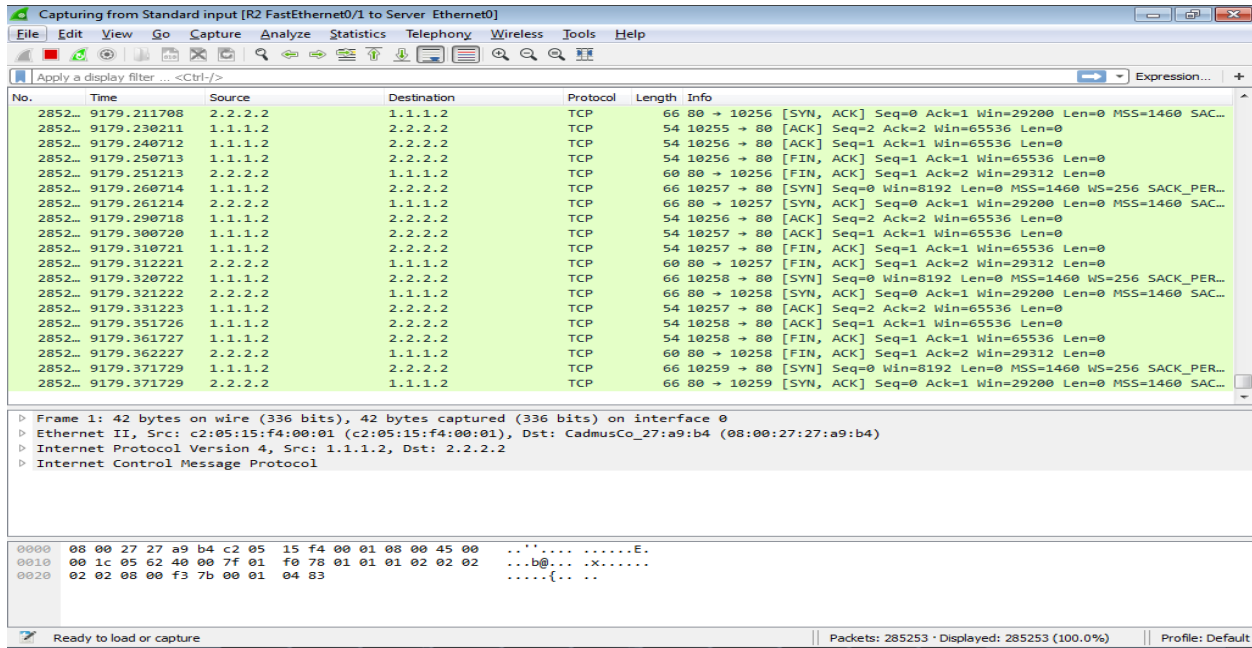 Capturing from Standard input [R2 FastEthernet0/1 to Server Ethernet0]
File Edit View Go Capture Analyze Statistics Telephony Wireless Tools Help
Apply a display filter ... <Ctrl-/> Expression... +
No. Time Source Destination Protocol Length Info
2852… 9179.211708 2.2.2.2 1.1.1.2 TCP 66 80 → 10256 [SYN, ACK] Seq=0 Ack=1 Win=29200 Len=0 MSS=1460 SAC…
2852… 9179.230211 1.1.1.2 2.2.2.2 TCP 54 10255 → 80 [ACK] Seq=2 Ack=2 Win=65536 Len=0
2852… 9179.240712 1.1.1.2 2.2.2.2 TCP 54 10256 → 80 [ACK] Seq=1 Ack=1 Win=65536 Len=0
2852… 9179.250713 1.1.1.2 2.2.2.2 TCP 54 10256 → 80 [FIN, ACK] Seq=1 Ack=1 Win=65536 Len=0
2852… 9179.251213 2.2.2.2 1.1.1.2 TCP 60 80 → 10256 [FIN, ACK] Seq=1 Ack=2 Win=29312 Len=0
2852… 9179.260714 1.1.1.2 2.2.2.2 TCP 66 10257 → 80 [SYN] Seq=0 Win=8192 Len=0 MSS=1460 WS=256 SACK_PER…
2852… 9179.261214 2.2.2.2 1.1.1.2 TCP 66 80 → 10257 [SYN, ACK] Seq=0 Ack=1 Win=29200 Len=0 MSS=1460 SAC…
2852… 9179.290718 1.1.1.2 2.2.2.2 TCP 54 10256 → 80 [ACK] Seq=2 Ack=2 Win=65536 Len=0
2852… 9179.300720 1.1.1.2 2.2.2.2 TCP 54 10257 → 80 [ACK] Seq=1 Ack=1 Win=65536 Len=0
2852… 9179.310721 1.1.1.2 2.2.2.2 TCP 54 10257 → 80 [FIN, ACK] Seq=1 Ack=1 Win=65536 Len=0
2852… 9179.312221 2.2.2.2 1.1.1.2 TCP 60 80 → 10257 [FIN, ACK] Seq=1 Ack=2 Win=29312 Len=0
2852… 9179.320722 1.1.1.2 2.2.2.2 TCP 66 10258 → 80 [SYN] Seq=0 Win=8192 Len=0 MSS=1460 WS=256 SACK_PER…
2852… 9179.321222 2.2.2.2 1.1.1.2 TCP 66 80 → 10258 [SYN, ACK] Seq=0 Ack=1 Win=29200 Len=0 MSS=1460 SAC…
2852… 9179.331223 1.1.1.2 2.2.2.2 TCP 54 10257 → 80 [ACK] Seq=2 Ack=2 Win=65536 Len=0
2852… 9179.351726 1.1.1.2 2.2.2.2 TCP 54 10258 → 80 [ACK] Seq=1 Ack=1 Win=65536 Len=0
2852… 9179.361727 1.1.1.2 2.2.2.2 TCP 54 10258 → 80 [FIN, ACK] Seq=1 Ack=1 Win=65536 Len=0
2852… 9179.362227 2.2.2.2 1.1.1.2 TCP 60 80 → 10258 [FIN, ACK] Seq=1 Ack=2 Win=29312 Len=0
2852… 9179.371729 1.1.1.2 2.2.2.2 TCP 66 10259 → 80 [SYN] Seq=0 Win=8192 Len=0 MSS=1460 WS=256 SACK_PER…
2852… 9179.371729 2.2.2.2 1.1.1.2 TCP 66 80 → 10259 [SYN, ACK] Seq=0 Ack=1 Win=29200 Len=0 MSS=1460 SAC…
Frame 1: 42 bytes on wire (336 bits), 42 bytes captured (336 bits) on interface 0
Ethernet II, Src: c2:05:15:f4:00:01 (c2:05:15:f4:00:01), Dst: CadmusCo_27:a9:b4 (08:00:27:27:a9:b4)
Internet Protocol Version 4, Src: 1.1.1.2, Dst: 2.2.2.2
Internet Control Message Protocol
0000 08 00 27 27 a9 b4 c2 05 15 f4 00 01 08 00 45 00 ..''.... ......E.
0010 00 1c 05 62 40 00 7f 01 f0 78 01 01 01 02 02 02 ...b@... .x......
0020 02 02 08 00 f3 7b 00 01 04 83 .....{.. ..
Ready to load or capture Packets: 285253 · Displayed: 285253 (100.0%) Profile: Default